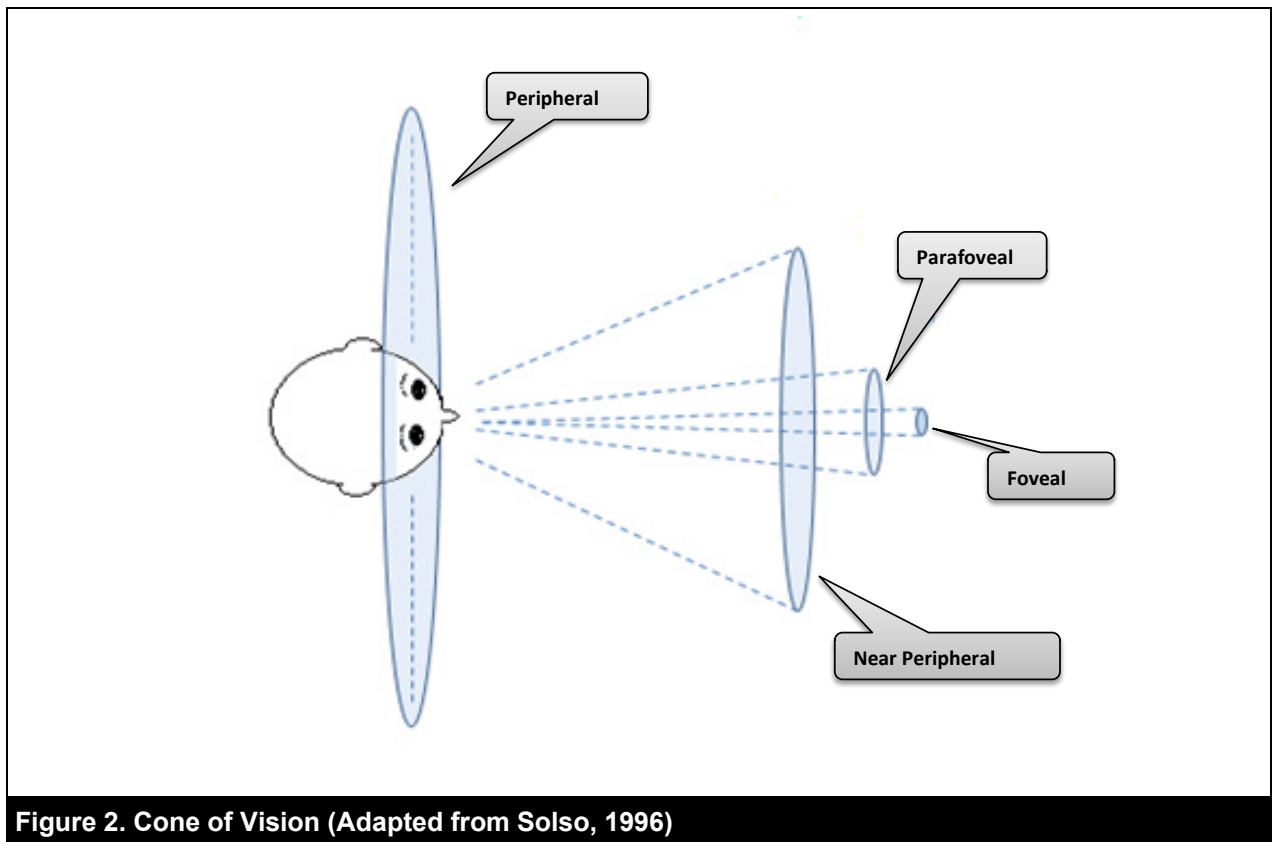 Peripheral
Parafoveal
Foveal
Near Peripheral
Figure 2. Cone of Vision (Adapted from Solso, 1996)